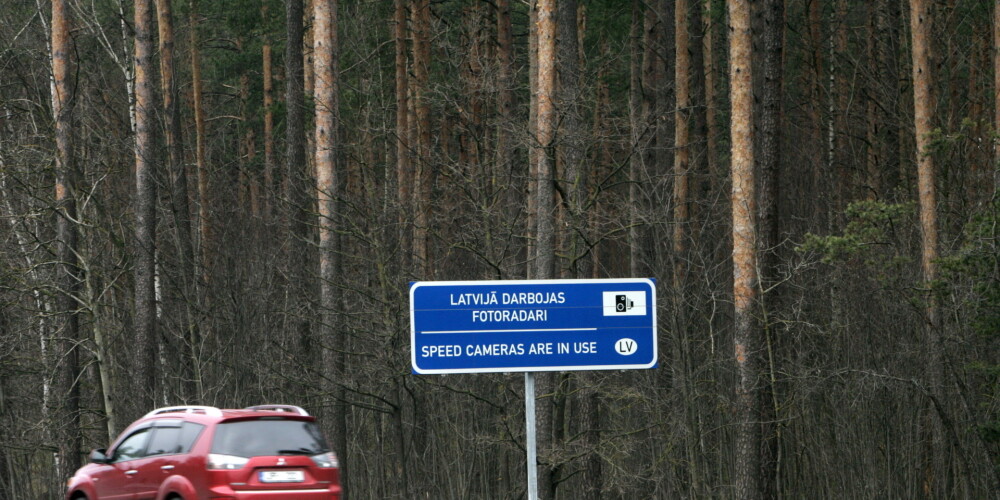 LATVIJĀ DARBOJAS
FOTORADARI
SPEED CAMERAS ARE IN USE
LV